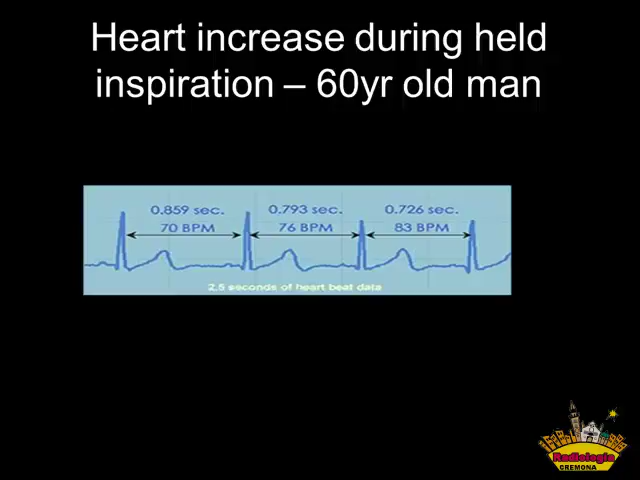 Heart increase during held
inspiration – 60yr old man
0.859 sec. 0.793 sec. 0.726 sec.
70 BPM 76 BPM 83 BPM
2.5 seconds of heart beat data
Radiologia
CREMONA